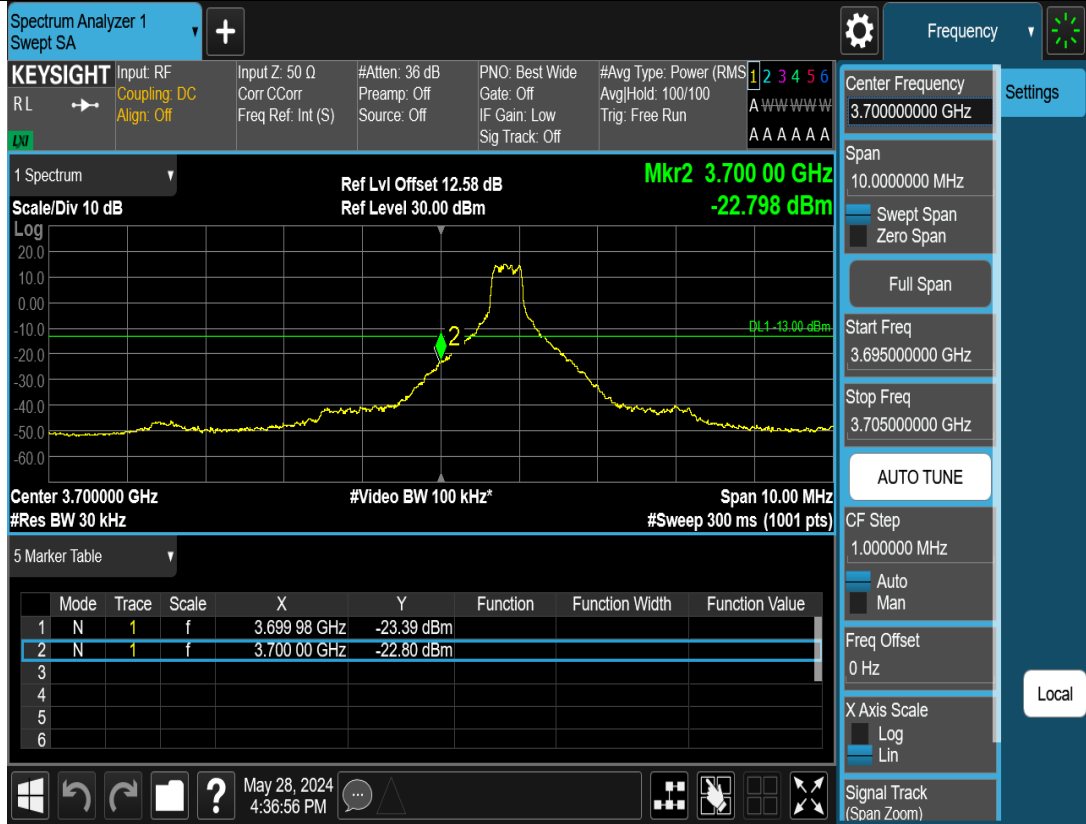 Spectrum Analyzer 1
Swept SA
Frequency
KEYSIGHT
RL
LXI
Input: RF
Coupling: DC
Align: Off
Input Z: 50 Ω
Corr CCorr
Freq Ref: Int (S)
#Atten: 36 dB
Preamp: Off
Source: Off
PNO: Best Wide
Gate: Off
IF Gain: Low
Sig Track: Off
#Avg Type: Power (RMS
Avg|Hold: 100/100
Trig: Free Run
1 2 3 4 5 6
A W W W W W
A A A A A A
1 Spectrum
Scale/Div 10 dB
Ref Lvl Offset 12.58 dB
Ref Level 30.00 dBm
Mkr2 3.700 00 GHz
-22.798 dBm
Log
20.0
10.0
0.00
-10.0
-20.0
-30.0
-40.0
-50.0
-60.0
2
DL1 -13.00 dBm
Center 3.700000 GHz
#Res BW 30 kHz
#Video BW 100 kHz*
Span 10.00 MHz
#Sweep 300 ms (1001 pts)
5 Marker Table
Mode Trace Scale X Y Function Function Width Function Value
1 N 1 f 3.699 98 GHz -23.39 dBm
2 N 1 f 3.700 00 GHz -22.80 dBm
3
4
5
6
?
May 28, 2024
4:36:56 PM
Center Frequency
3.700000000 GHz
Span
10.0000000 MHz
Swept Span
Zero Span
Full Span
Start Freq
3.695000000 GHz
Stop Freq
3.705000000 GHz
AUTO TUNE
CF Step
1.000000 MHz
Auto
Man
Freq Offset
0 Hz
X Axis Scale
Log
Lin
Signal Track
(Span Zoom)
Settings
Local